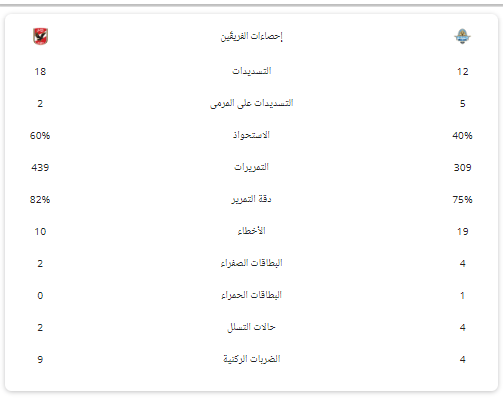 إحصاءات الفريقين
12 التسديدات 18
5 التسديدات على المرمى 2
40% الاستحواذ 60%
309 التمريرات 439
75% دقة التمرير 82%
19 الأخطاء 10
4 البطاقات الصفراء 2
1 البطاقات الحمراء 0
4 حالات التسلل 2
4 الضربات الركنية 9